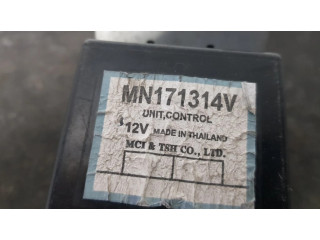 MN171314V
UNIT,CONTROL
12V MADE IN THAILAND
MCI & TSH CO., LTD.